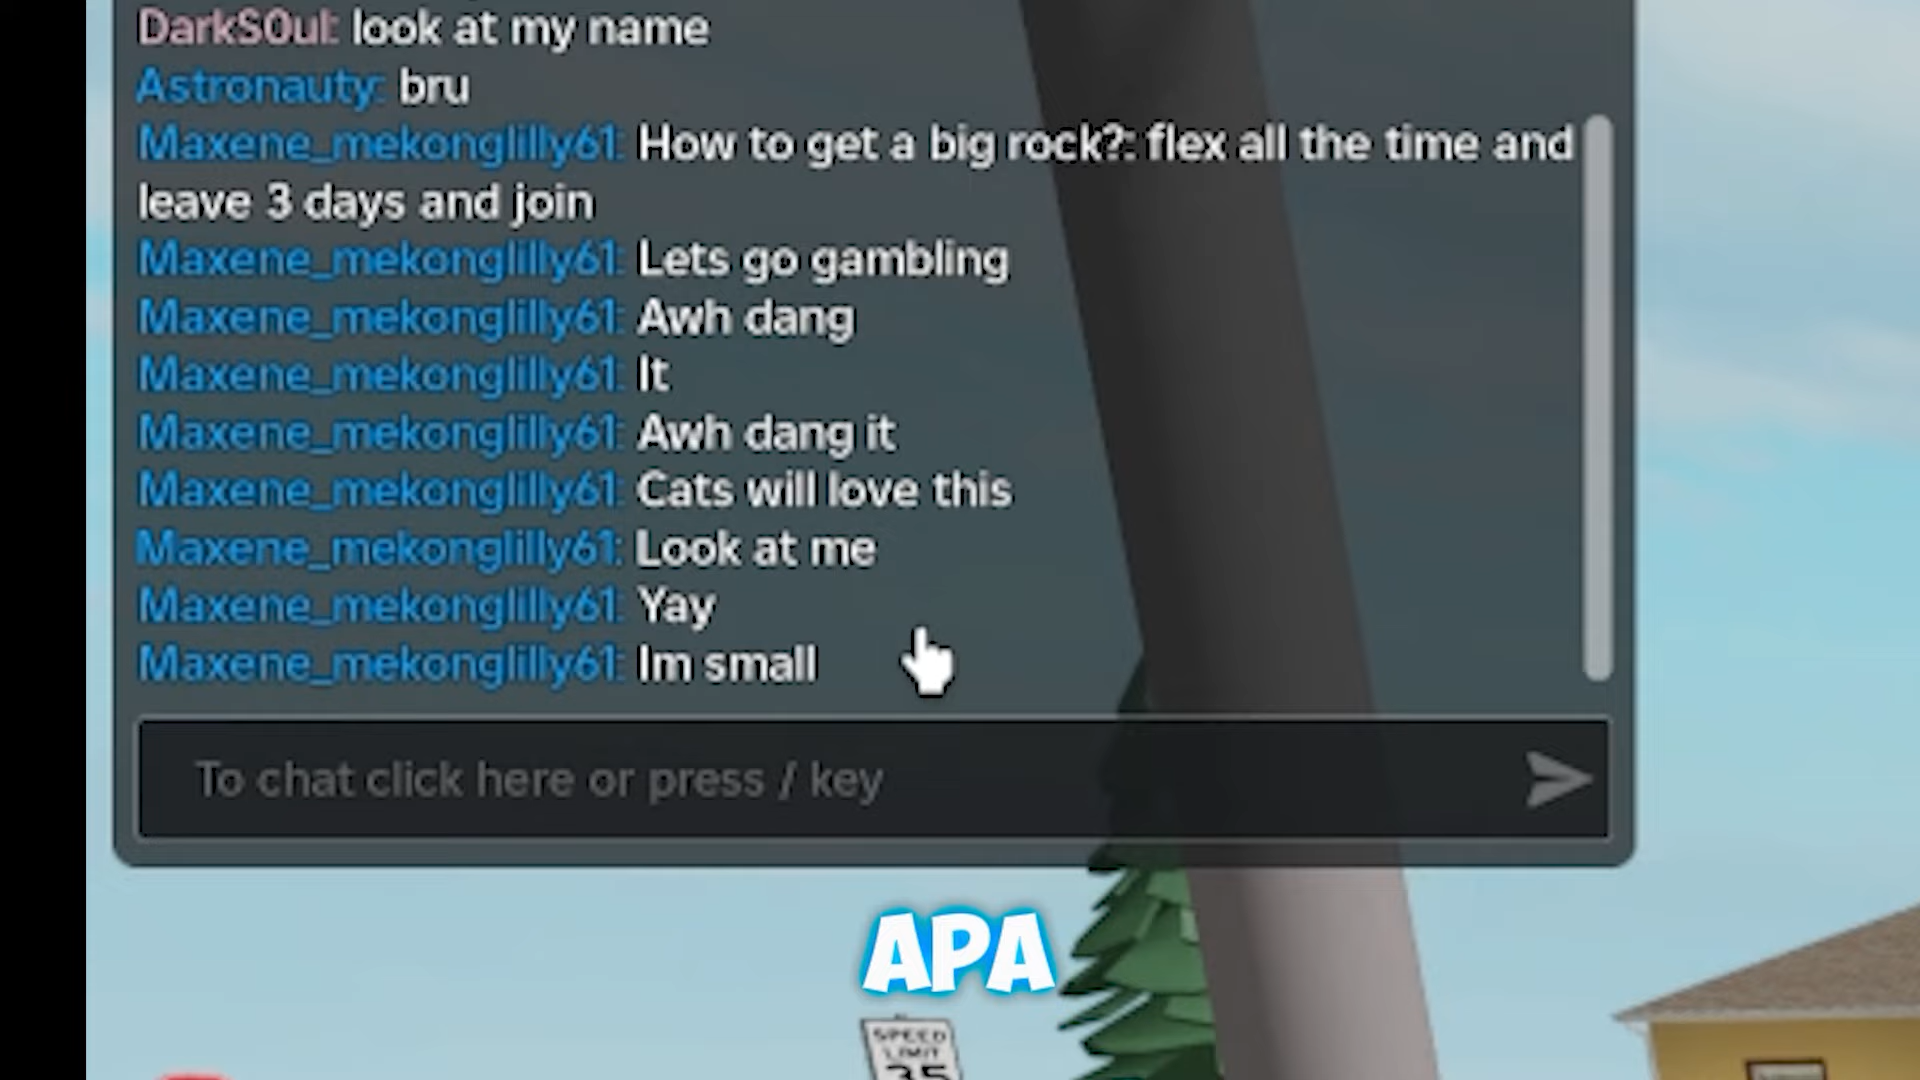 DarkS0ul: look at my name
Astronauty: bru
Maxene_mekonglilly61: How to get a big rock?: flex all the time and
leave 3 days and join
Maxene_mekonglilly61: Lets go gambling
Maxene_mekonglilly61: Awh dang
Maxene_mekonglilly61: It
Maxene_mekonglilly61: Awh dang it
Maxene_mekonglilly61: Cats will love this
Maxene_mekonglilly61: Look at me
Maxene_mekonglilly61: Yay
Maxene_mekonglilly61: Im small
To chat click here or press / key
APA
SPEED
LIMIT
35